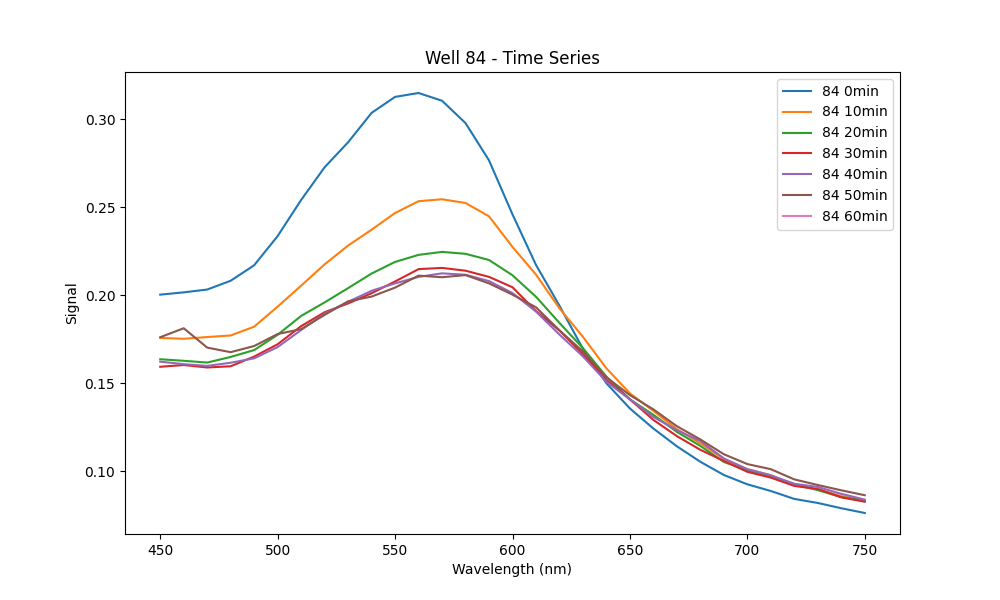 Well 84 - Time Series
84 0min
84 10min
84 20min
84 30min
84 40min
84 50min
84 60min
0.30
0.25
0.20
0.15
0.10
Signal
450
500
550
600
650
700
750
Wavelength (nm)